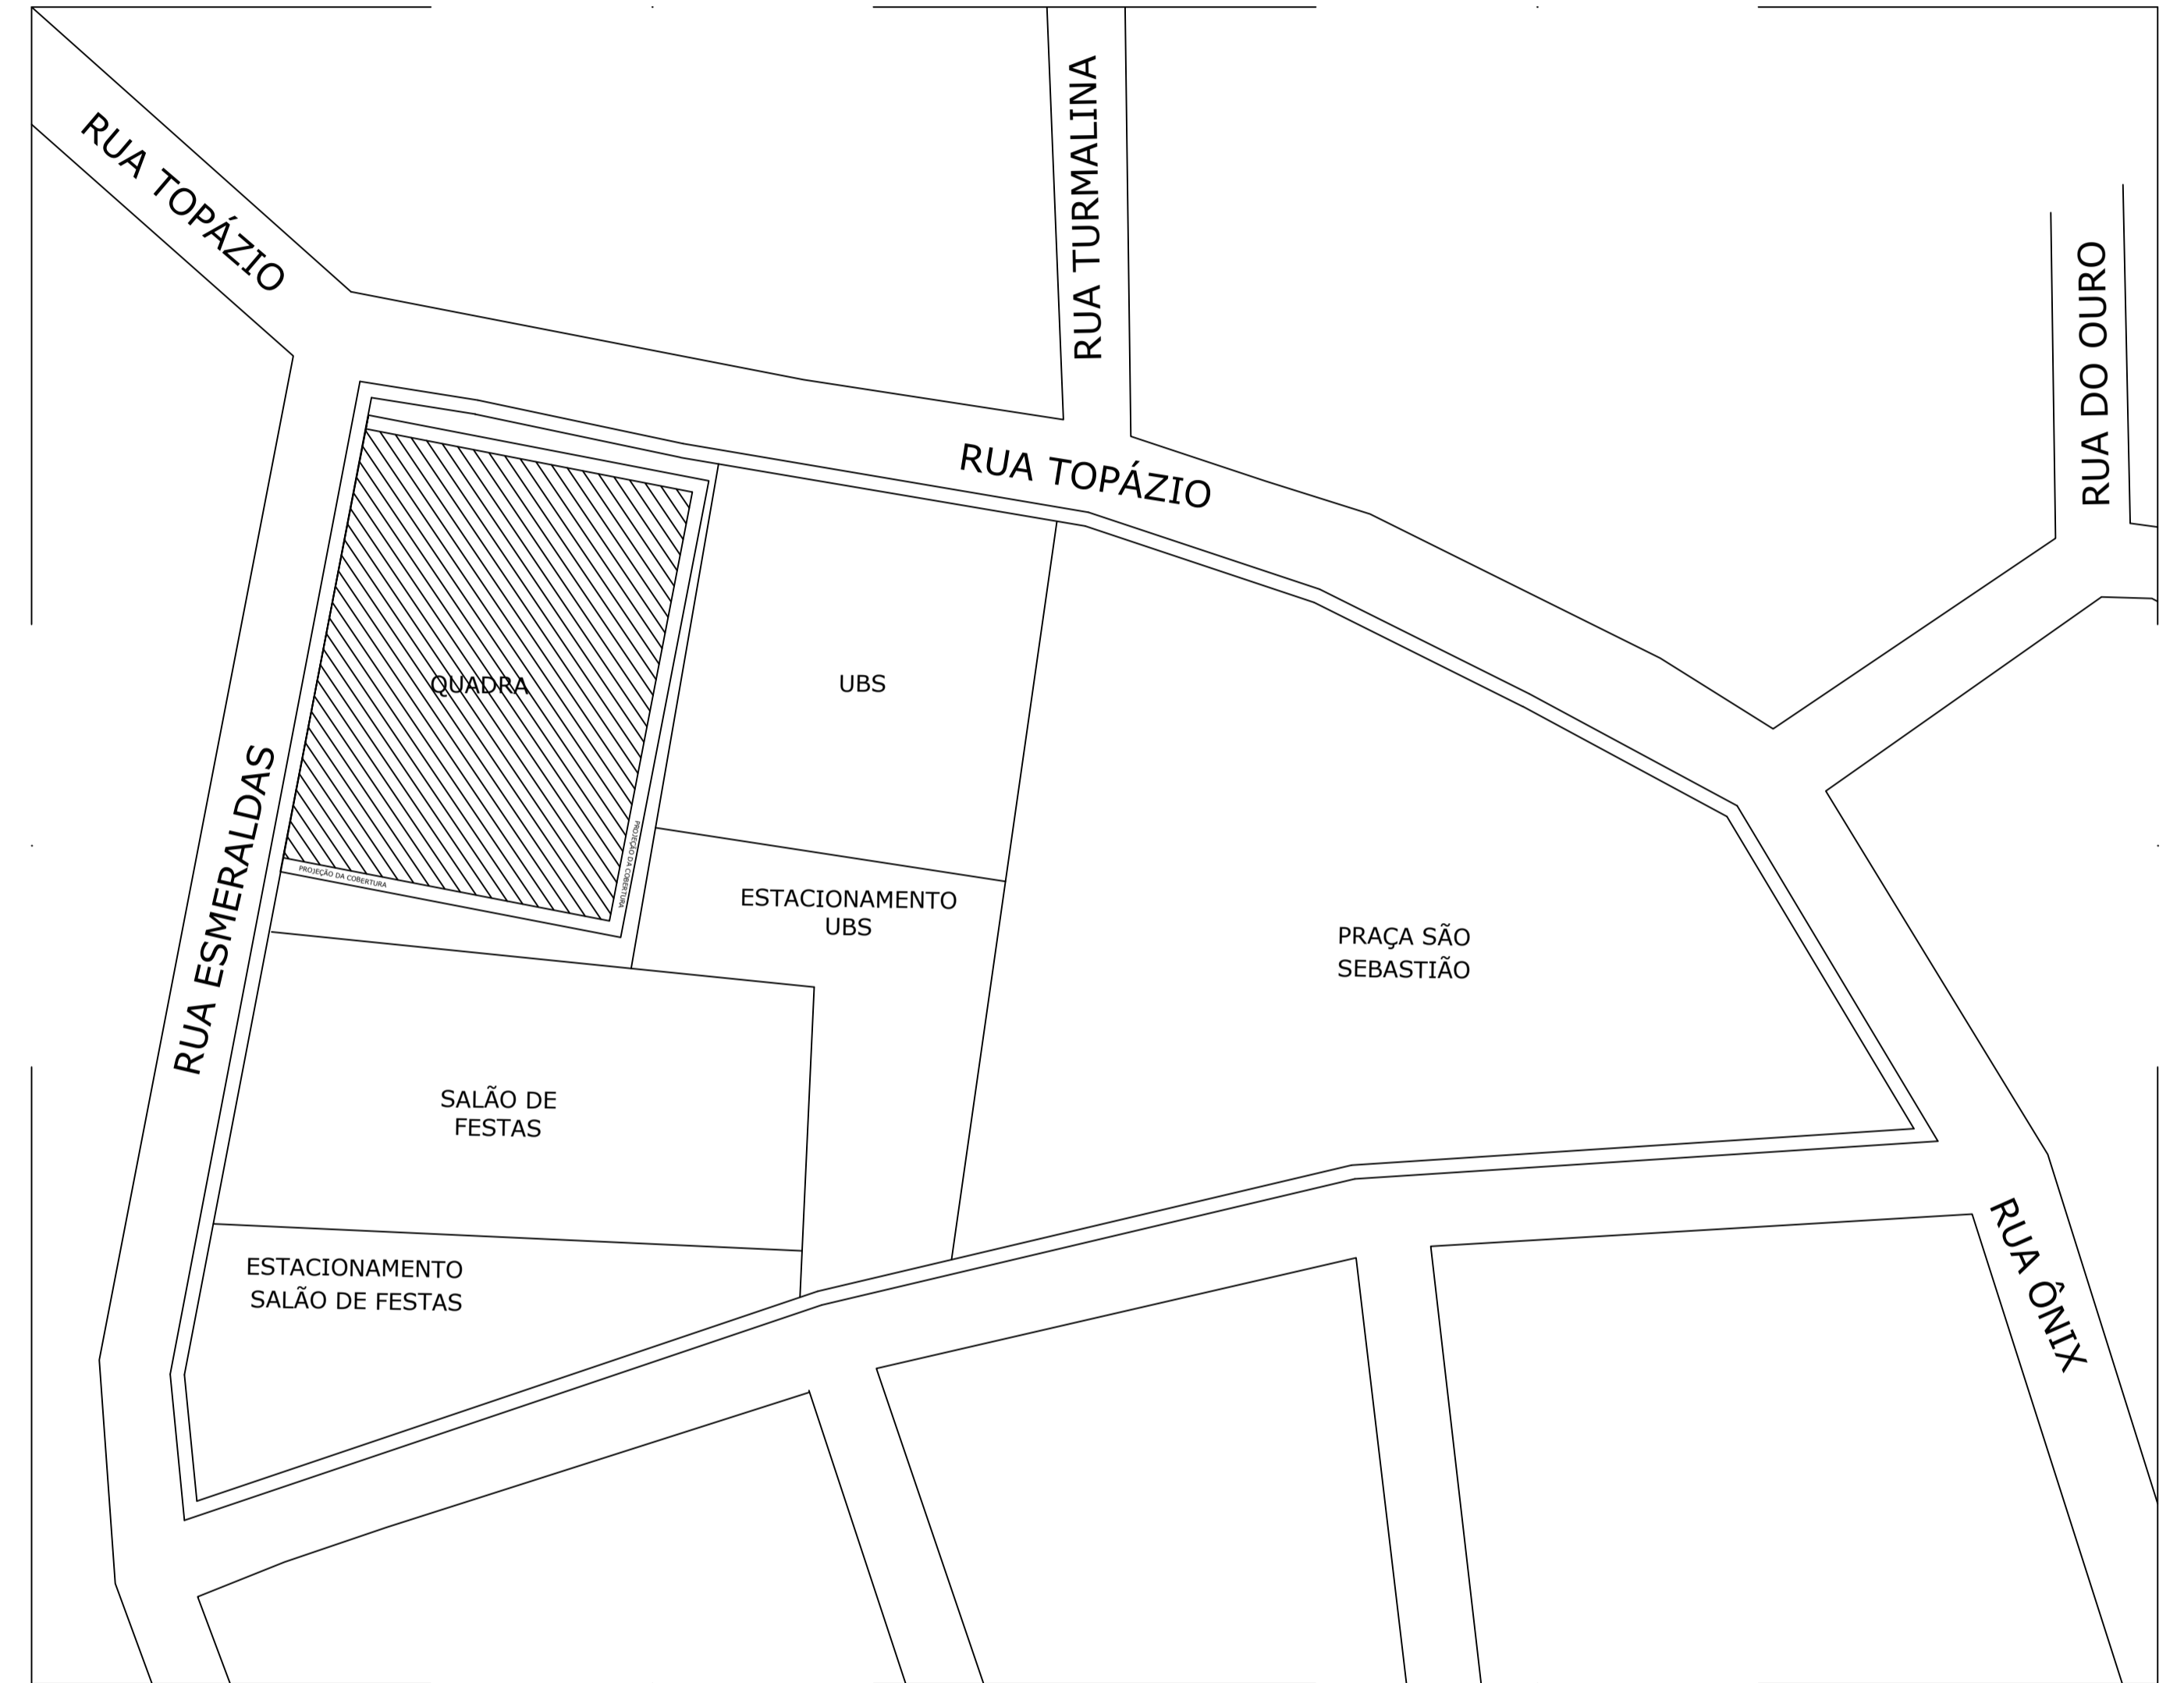 RUA TOPÁZIO
RUA TURMALINA
RUA DO OURO
RUA TOPÁZIO
QUADRA
UBS
RUA ESMERALDAS
PROJEÇÃO DA COBERTURA
PROJEÇÃO DA COBERTURA
ESTACIONAMENTO
UBS
PRAÇA SÃO
SEBASTIÃO
SALÃO DE
FESTAS
ESTACIONAMENTO
SALÃO DE FESTAS
RUA ÔNIX